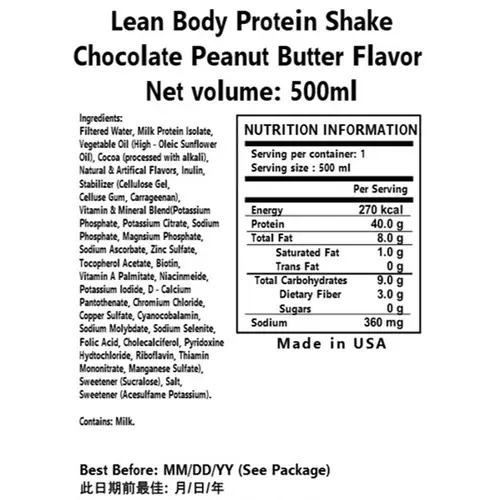 Lean Body Protein Shake
Chocolate Peanut Butter Flavor
Net volume: 500ml
Ingredients:
Filtered Water, Milk Protein Isolate,
Vegetable Oil (High - Oleic Sunflower
Oil), Cocoa (processed with alkali),
Natural & Artifical Flavors, Inulin,
Stabilizer (Cellulose Gel,
Celluse Gum, Carrageenan),
Vitamin & Mineral Blend(Potassium
Phosphate, Potassium Citrate, Sodium
Phosphate, Magnsium Phosphate,
Sodium Ascorbate, Zinc Sulfate,
Tocopherol Acetate, Biotin,
Vitamin A Palmitate, Niacinmeide,
Potassium Iodide, D - Calcium
Pantothenate, Chromium Chloride,
Copper Sulfate, Cyanocobalamin,
Sodium Molybdate, Sodium Selenite,
Folic Acid, Cholecalciferol, Pyridoxine
Hydtochloride, Riboflavin, Thiamin
Mononitrate, Manganese Sulfate),
Sweetener (Sucralose), Salt,
Sweetener (Acesulfame Potassium).
Contains: Milk.
NUTRITION INFORMATION
Serving per container: 1
Serving size : 500 ml
Per Serving
Energy 270 kcal
Protein 40.0 g
Total Fat 8.0 g
Saturated Fat 1.0 g
Trans Fat 0 g
Total Carbohydrates 9.0 g
Dietary Fiber 3.0 g
Sugars 0 g
Sodium 360 mg
Made in USA
Best Before: MM/DD/YY (See Package)
此日期前最佳: 月/日/年